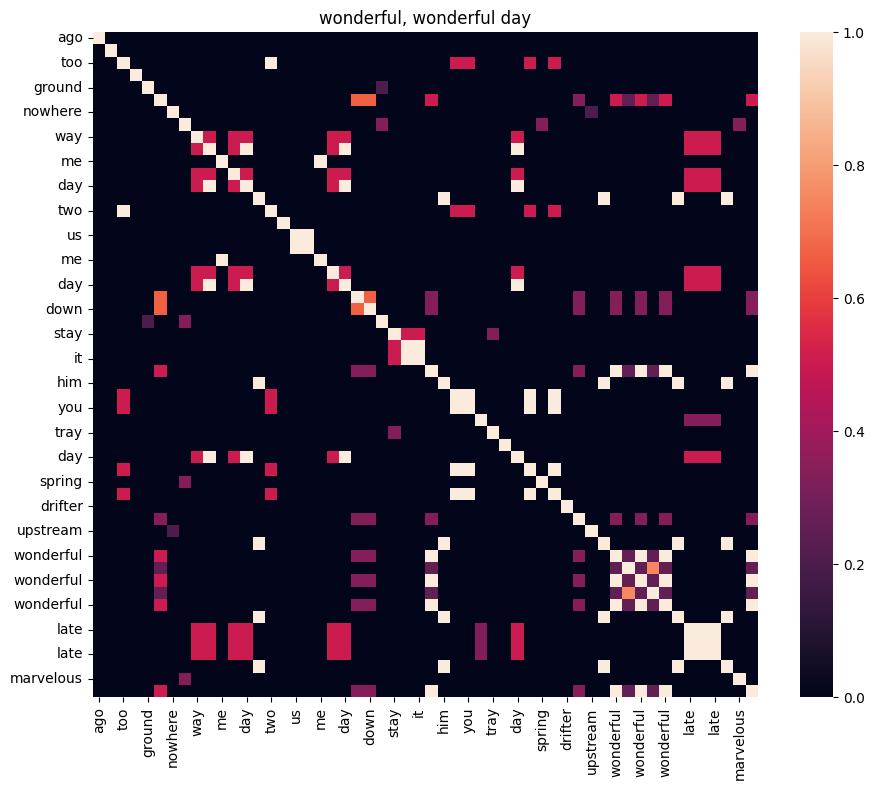 wonderful, wonderful day
ago
too
ground
nowhere
way
me
day
two
us
me
day
down
stay
it
him
you
tray
day
spring
drifter
upstream
wonderful
wonderful
wonderful
late
late
marvelous
ago
too
ground
nowhere
way
me
day
two
us
me
day
down
stay
it
him
you
tray
day
spring
drifter
upstream
wonderful
wonderful
wonderful
late
late
marvelous
1.0
0.8
0.6
0.4
0.2
0.0